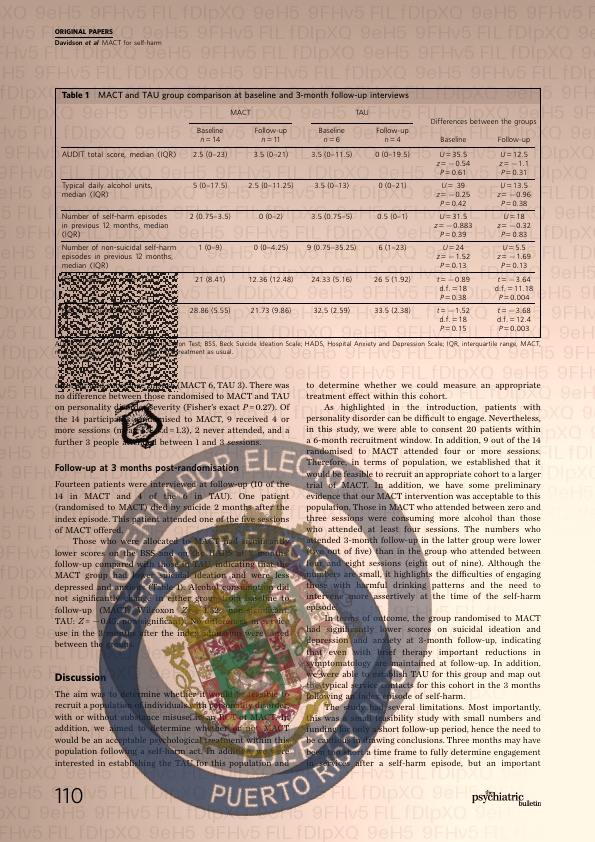 ORIGINAL PAPERS
Davidson et al MACT for self-harm
Table 1 MACT and TAU group comparison at baseline and 3-month follow-up interviews
MACT TAU Differences between the groups
Baseline Follow-up Baseline Follow-up
n = 14 n = 11 n = 6 n = 4 Baseline Follow-up
AUDIT total score, median (IQR) 2.5 (0–23) 3.5 (0–21) 3.5 (0–11.5) 0 (0–19.5) U = 35.5 U = 12.5
z = −0.54 z = −1.1
P = 0.61 P = 0.31
Typical daily alcohol units, 5 (0–17.5) 2.5 (0–11.25) 3.5 (0–13) 0 (0–21) U = 39 U = 13.5
median (IQR) z = −0.25 z = −0.96
P = 0.42 P = 0.38
Number of self-harm episodes 2 (0.75–3.5) 0 (0–2) 3.5 (0.75–5) 0.5 (0–1) U = 31.5 U = 18
in previous 12 months, median z = −0.883 z = −0.32
(IQR) P = 0.39 P = 0.83
Number of non-suicidal self-harm 1 (0–9) 0 (0–4.25) 9 (0.75–35.25) 6 (1–23) U = 24 U = 5.5
episodes in previous 12 months, z = −1.52 z = −1.69
median (IQR) P = 0.13 P = 0.13
21 (8.41) 12.36 (12.48) 24.33 (5.16) 26.5 (1.92) t = −0.89 t = −3.64
d.f. = 18 d.f. = 11.18
P = 0.38 P = 0.004
28.86 (5.55) 21.73 (9.86) 32.5 (2.59) 33.5 (2.38) t = −1.52 t = −3.68
d.f. = 18 d.f. = 12.4
P = 0.15 P = 0.003
Test; BSS, Beck Suicide Ideation Scale; HADS, Hospital Anxiety and Depression Scale; IQR, interquartile range, MACT,
treatment as usual.
(MACT 6, TAU 3). There was
no difference between those randomised to MACT and TAU
on personality disorder severity (Fisher's exact P = 0.27). Of
the 14 participants randomised to MACT, 9 received 4 or
more sessions 2 never attended, and a
further 3 people attended between 1 and 3 sessions.
Follow-up at 3 months post-randomisation
Fourteen patients were interviewed at follow-up (10 of the
14 in MACT and 4 of the 6 in TAU). One patient
(randomised to MACT) died by suicide 2 months after the
index episode. This patient attended one of the five sessions
of MACT offered.
Those who were allocated to MACT had significantly
lower scores on the BSS and on the HADS at 3 months
follow-up compared with those in TAU, indicating that the
MACT group had lower suicidal ideation and were less
depressed and anxious (Table 1). Alcohol consumption did
not significantly change in either group from baseline to
follow-up (MACT: Wilcoxon not significant;
TAU: Z = not significant). No differences in service
use in the 3 months after the index admission were noted
between the groups.
Discussion
The aim was to determine whether it would be feasible to
recruit a population of individuals with personality disorder,
with or without substance misuse, to an RCT of MACT. In
addition, we aimed to determine whether or not MACT
would be an acceptable psychological treatment within this
population following a self-harm act. In addition we were
interested in establishing the TAU for this population and
to determine whether we could measure an appropriate
treatment effect within this cohort.
As highlighted in the introduction, patients with
personality disorder can be difficult to engage. Nevertheless,
in this study, we were able to consent 20 patients within
a 6-month recruitment window. In addition, 9 out of the 14
randomised to MACT attended four or more sessions.
Therefore, in terms of population, we established that it
would be feasible to recruit an appropriate cohort to a larger
trial of MACT. In addition, we have some preliminary
evidence that our MACT intervention was acceptable to this
population. Those in MACT who attended between zero and
three sessions were consuming more alcohol than those
who attended at least four sessions. The numbers who
attended 3-month follow-up in the latter group were lower
(two out of five) than in the group who attended between
four and eight sessions (eight out of nine). Although the
numbers are small, it highlights the difficulties of engaging
those with harmful drinking patterns and the need to
intervene more assertively at the time of the self-harm
episode.
In terms of outcome, the group randomised to MACT
had significantly lower scores on suicidal ideation and
depression and anxiety at 3-month follow-up, indicating
that even with brief therapy important reductions in
symptomatology are maintained at follow-up. In addition,
we were able to establish TAU for this group and map out
the typical service contacts for this cohort in the 3 months
following an index episode of self-harm.
The study had several limitations. Most importantly,
this was a small feasibility study with small numbers and
funding for only a short follow-up period, hence the need to
be cautious in drawing conclusions. Three months may have
been too short a time frame to fully determine engagement
in services after a self-harm episode, but an important
PUERTO RICO
110
the psychiatric bulletin